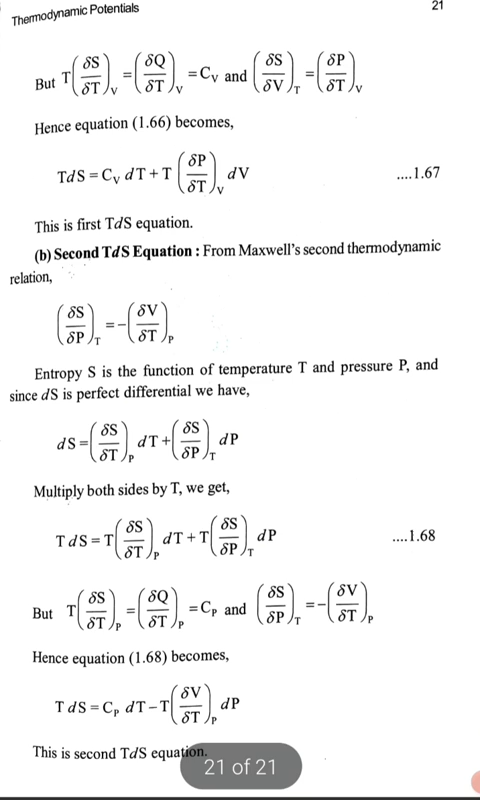 Thermodynamic Potentials 21
But T(δS/δT)_V = (δQ/δT)_V = C_V and (δS/δV)_T = (δP/δT)_V
Hence equation (1.66) becomes,
TdS = C_V dT + T (δP/δT)_V dV ....1.67
This is first TdS equation.
(b) Second TdS Equation : From Maxwell's second thermodynamic
relation,
(δS/δP)_T = -(δV/δT)_P
Entropy S is the function of temperature T and pressure P, and
since dS is perfect differential we have,
dS = (δS/δT)_P dT + (δS/δP)_T dP
Multiply both sides by T, we get,
T dS = T(δS/δT)_P dT + T(δS/δP)_T dP ....1.68
But T(δS/δT)_P = (δQ/δT)_P = C_P and (δS/δP)_T = -(δV/δT)_P
Hence equation (1.68) becomes,
T dS = C_P dT - T(δV/δT)_P dP
This is second TdS equation.
21 of 21